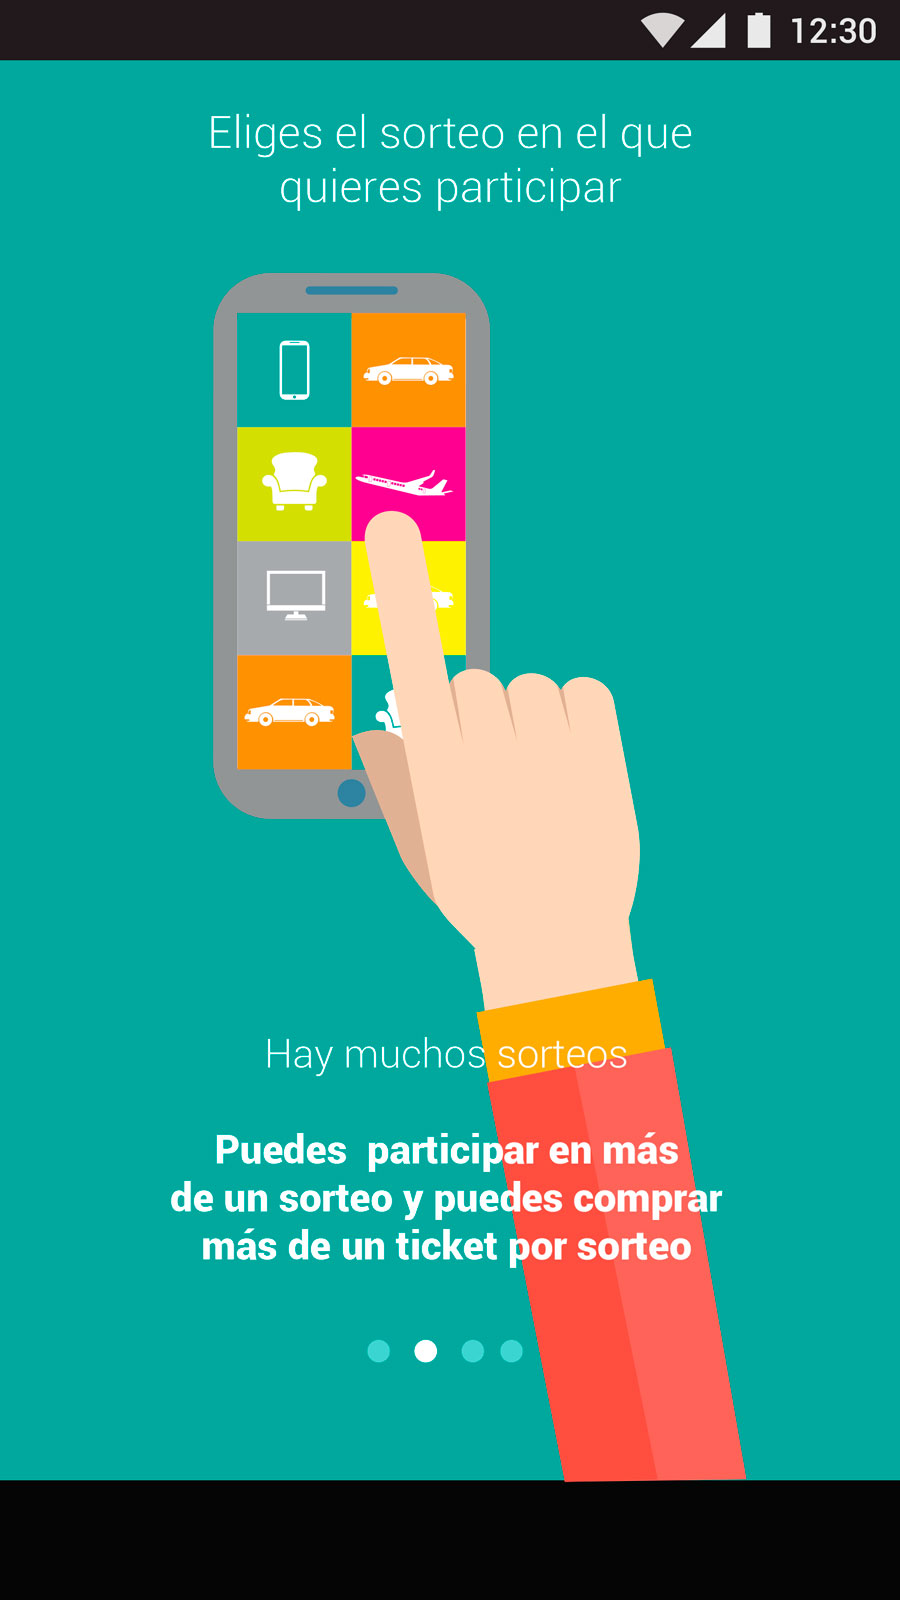 12:30
Eliges el sorteo en el que
quieres participar
Hay muchos sorteos
Puedes  participar en más
de un sorteo y puedes comprar
más de un ticket por sorteo